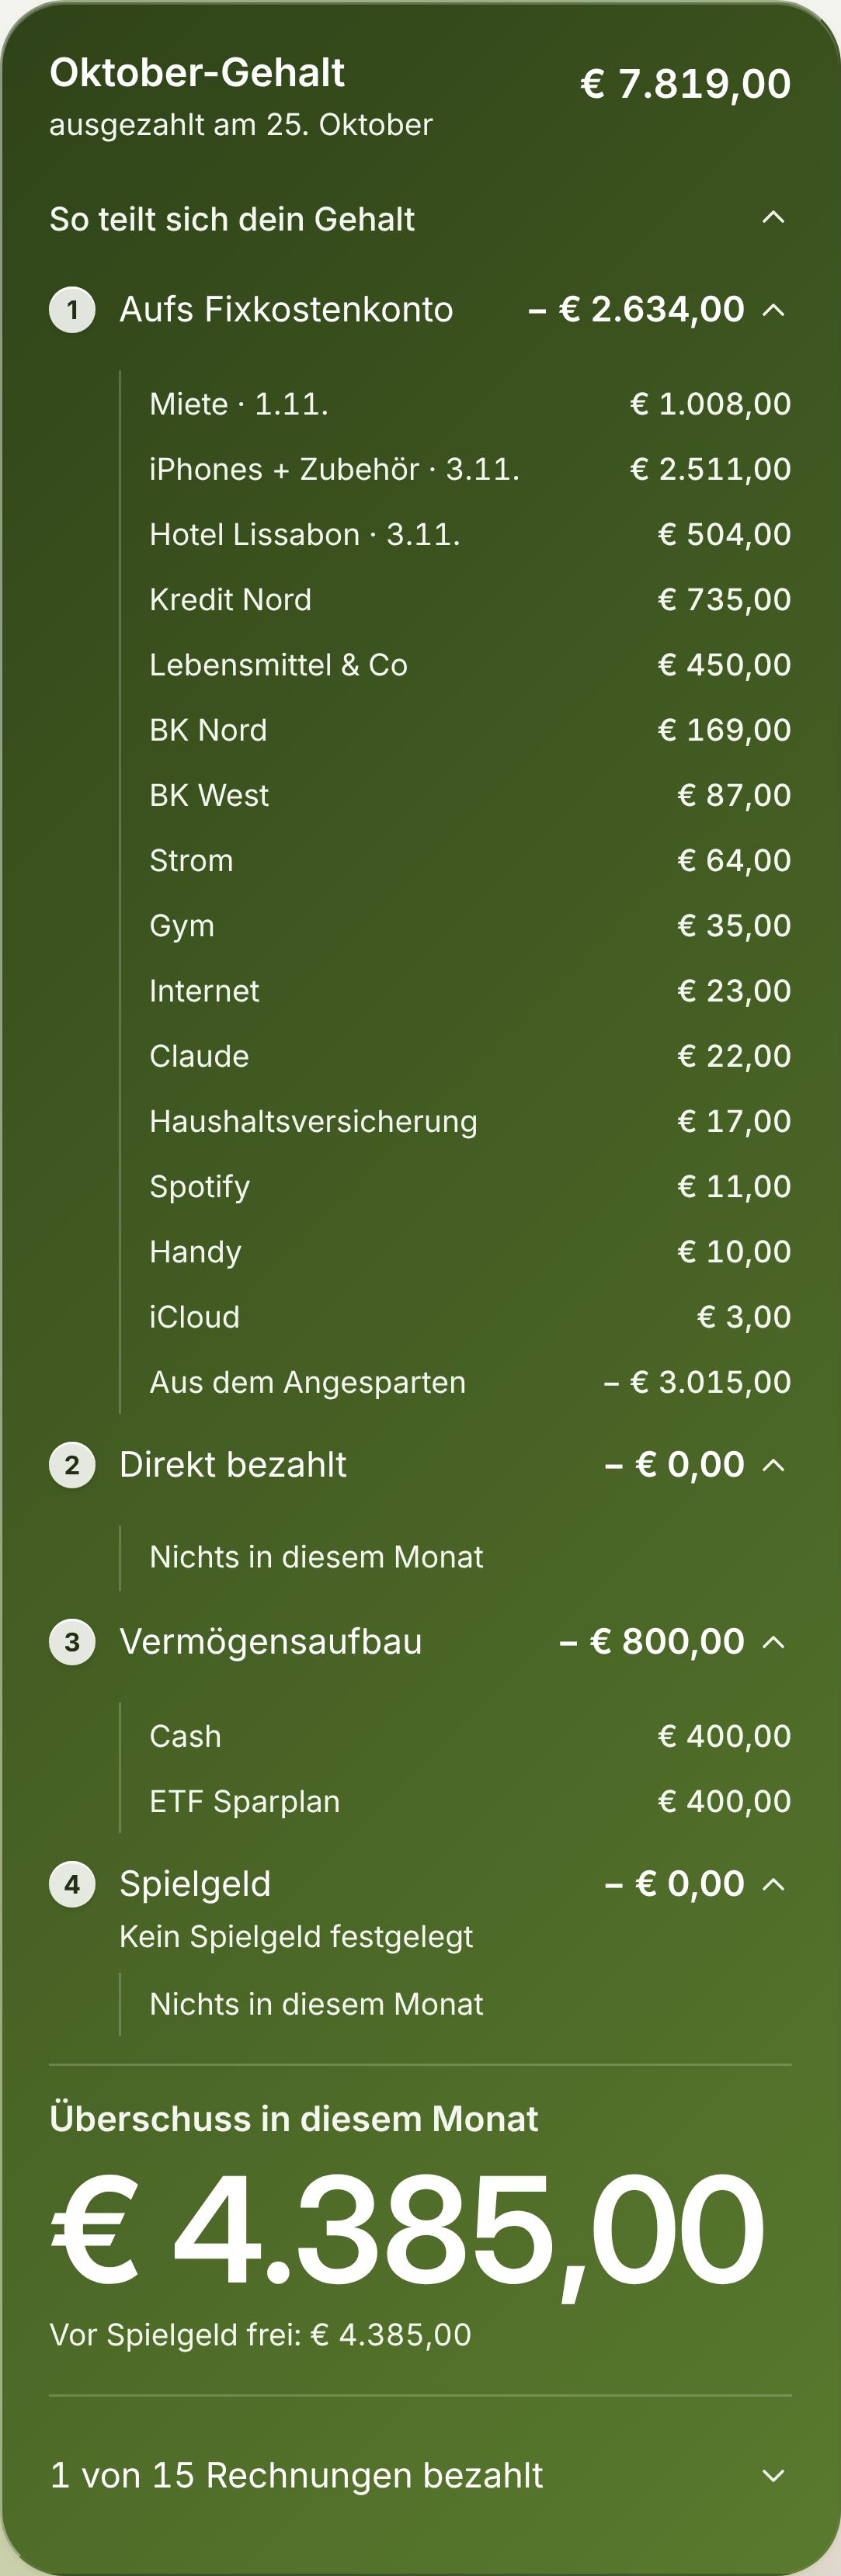 Oktober-Gehalt
€ 7.819,00
ausgezahlt am 25. Oktober
So teilt sich dein Gehalt
1 Aufs Fixkostenkonto – € 2.634,00
Miete · 1.11. € 1.008,00
iPhones + Zubehör · 3.11. € 2.511,00
Hotel Lissabon · 3.11. € 504,00
Kredit Nord € 735,00
Lebensmittel & Co € 450,00
BK Nord € 169,00
BK West € 87,00
Strom € 64,00
Gym € 35,00
Internet € 23,00
Claude € 22,00
Haushaltsversicherung € 17,00
Spotify € 11,00
Handy € 10,00
iCloud € 3,00
Aus dem Angesparten – € 3.015,00
2 Direkt bezahlt – € 0,00
Nichts in diesem Monat
3 Vermögensaufbau – € 800,00
Cash € 400,00
ETF Sparplan € 400,00
4 Spielgeld – € 0,00
Kein Spielgeld festgelegt
Nichts in diesem Monat
Überschuss in diesem Monat
€ 4.385,00
Vor Spielgeld frei: € 4.385,00
1 von 15 Rechnungen bezahlt